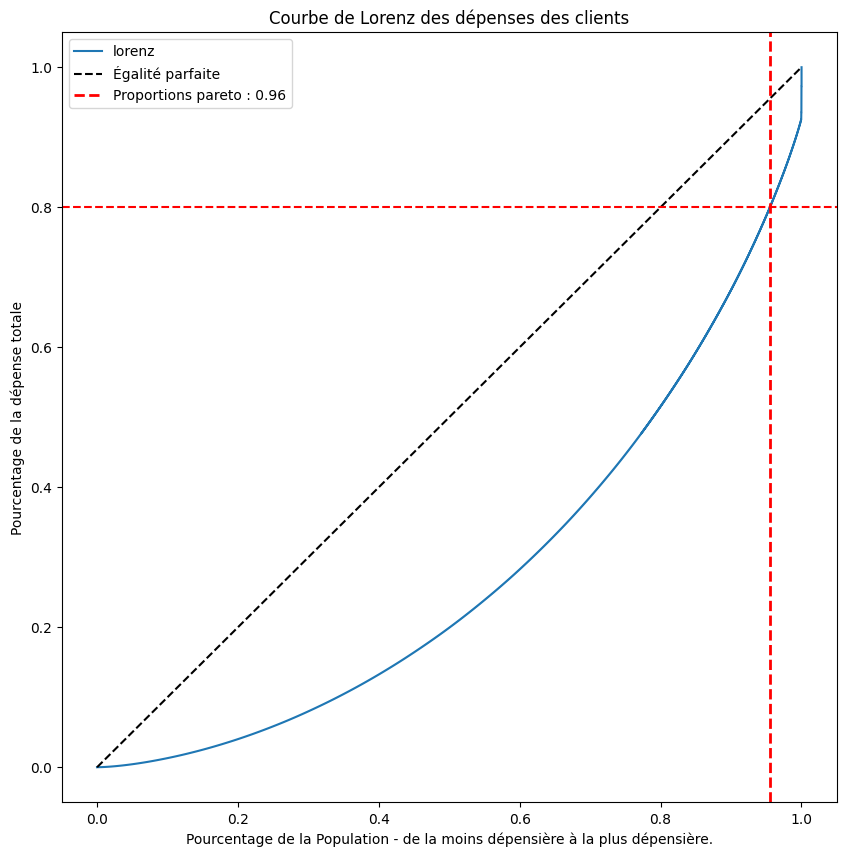 Courbe de Lorenz des dépenses des clients
lorenz
Égalité parfaite
Proportions pareto : 0.96
1.0
0.8
0.6
0.4
0.2
0.0
Pourcentage de la dépense totale
0.0 0.2 0.4 0.6 0.8 1.0
Pourcentage de la Population - de la moins dépensière à la plus dépensière.